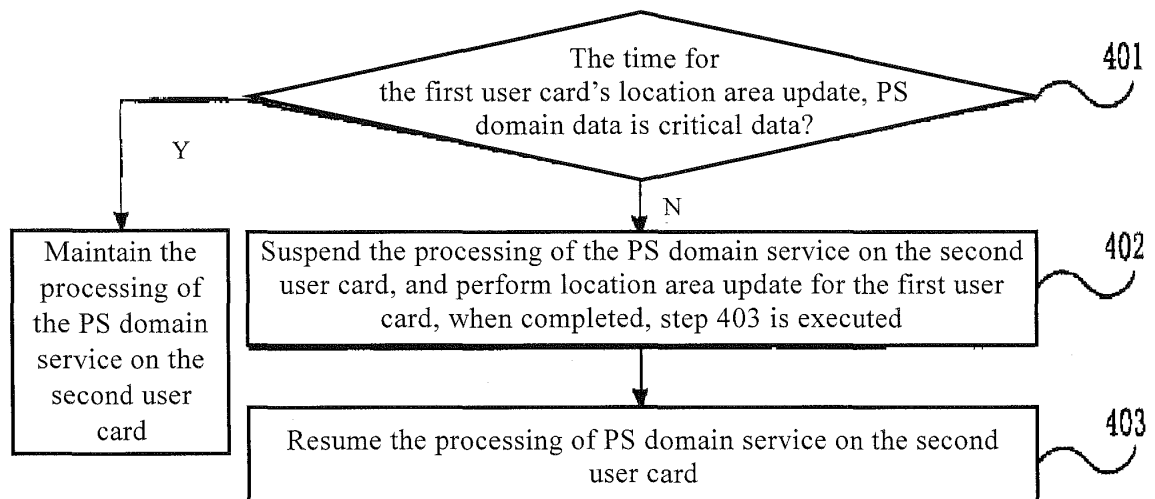 The time for
the first user card's location area update, PS
domain data is critical data?
401
Y
N
Maintain the
processing of
the PS domain
service on the
second user
card
Suspend the processing of the PS domain service on the second
user card, and perform location area update for the first user
card, when completed, step 403 is executed
402
Resume the processing of PS domain service on the second
user card
403